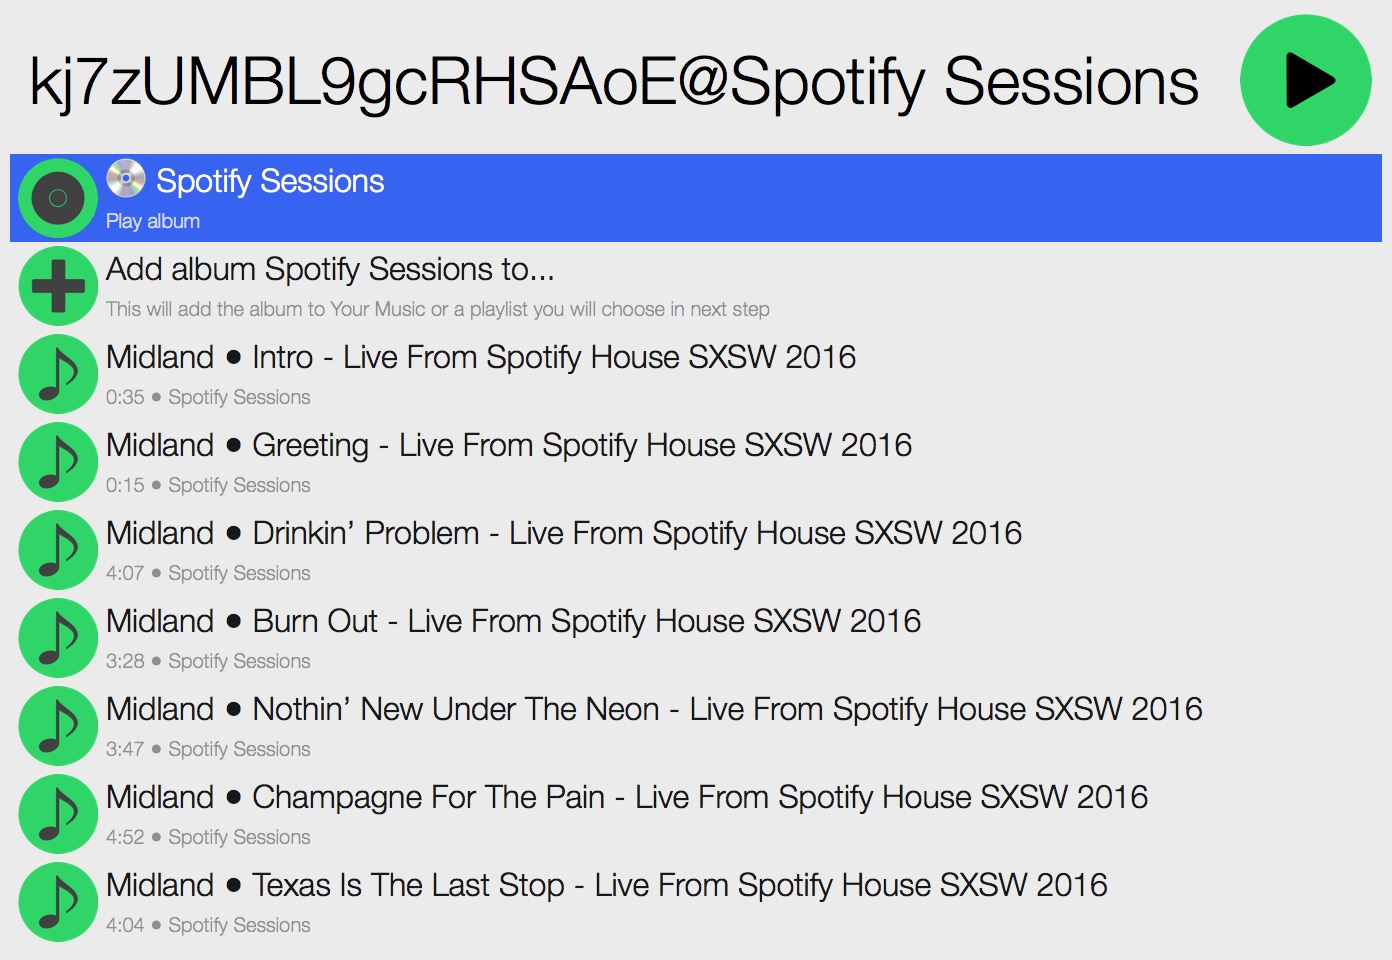 kj7zUMBL9gcRHSAoE@Spotify Sessions
Spotify Sessions
Play album
Add album Spotify Sessions to...
This will add the album to Your Music or a playlist you will choose in next step
Midland ● Intro - Live From Spotify House SXSW 2016
0:35 ● Spotify Sessions
Midland ● Greeting - Live From Spotify House SXSW 2016
0:15 ● Spotify Sessions
Midland ● Drinkin’ Problem - Live From Spotify House SXSW 2016
4:07 ● Spotify Sessions
Midland ● Burn Out - Live From Spotify House SXSW 2016
3:28 ● Spotify Sessions
Midland ● Nothin’ New Under The Neon - Live From Spotify House SXSW 2016
3:47 ● Spotify Sessions
Midland ● Champagne For The Pain - Live From Spotify House SXSW 2016
4:52 ● Spotify Sessions
Midland ● Texas Is The Last Stop - Live From Spotify House SXSW 2016
4:04 ● Spotify Sessions